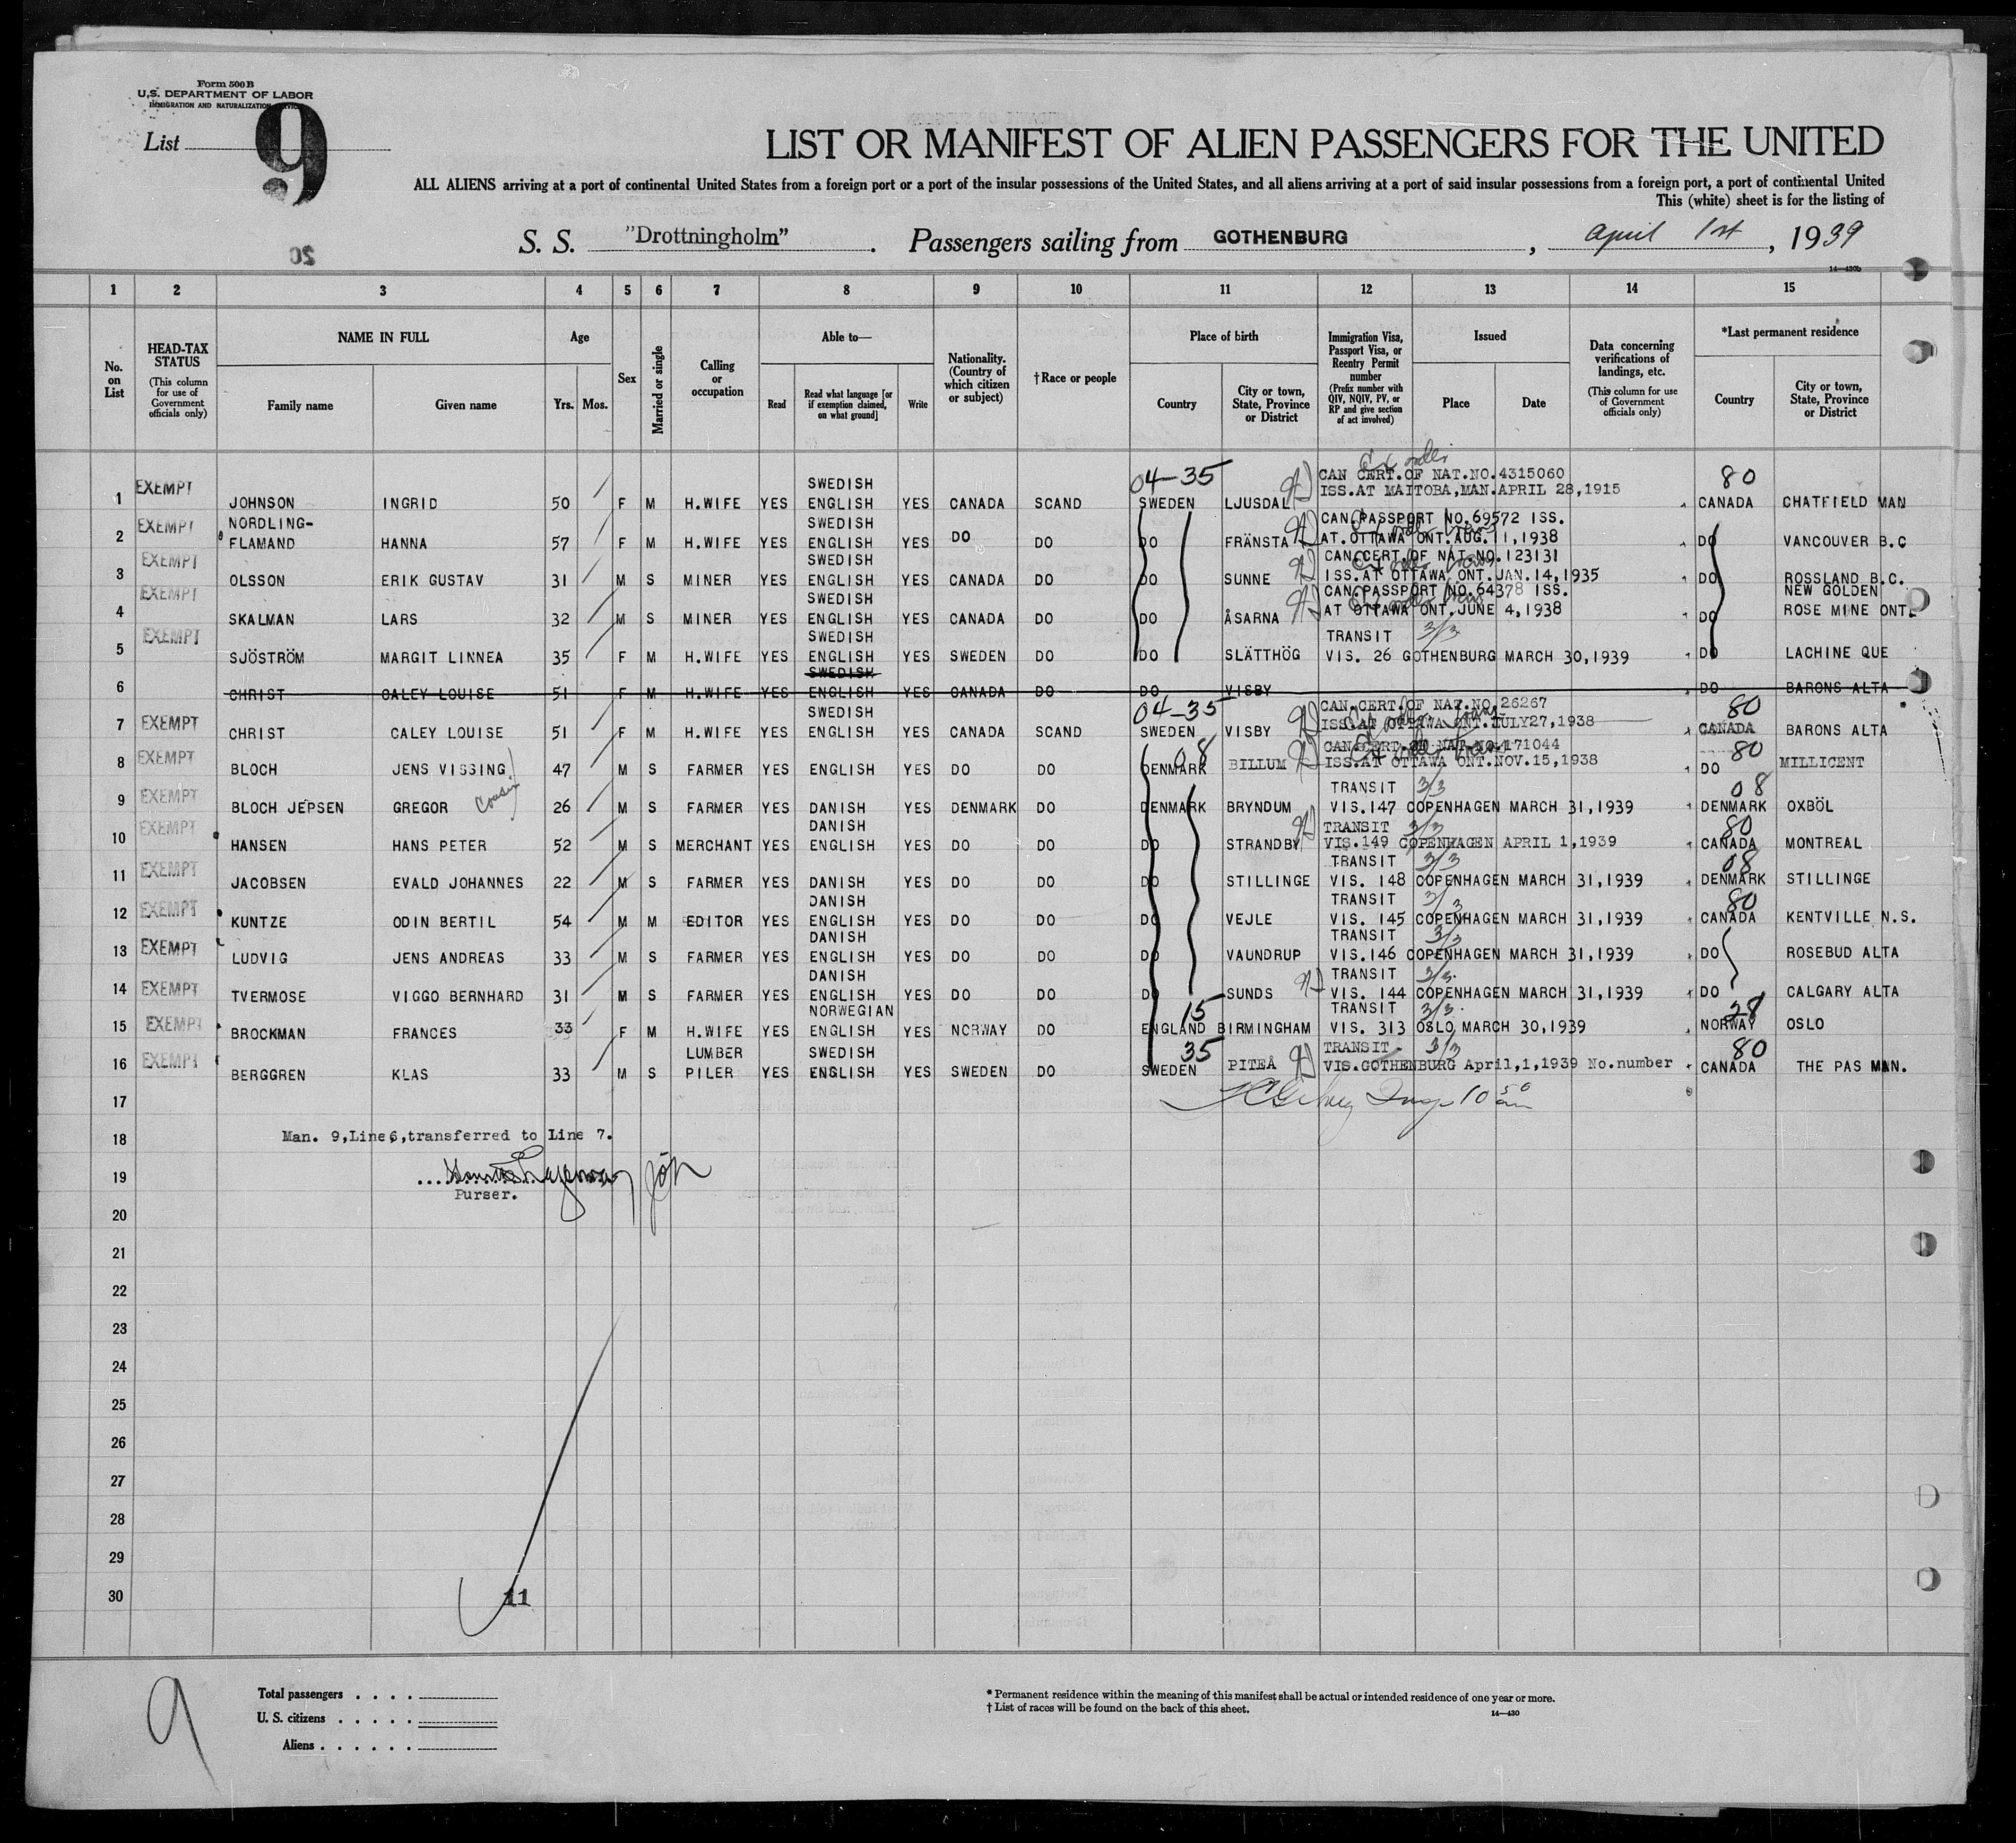 Form 500 B
U.S. DEPARTMENT OF LABOR
IMMIGRATION AND NATURALIZATION SERVICE
List 9
LIST OR MANIFEST OF ALIEN PASSENGERS FOR THE UNITED
ALL ALIENS arriving at a port of continental United States from a foreign port or a port of the insular possessions of the United States, and all aliens arriving at a port of said insular possessions from a foreign port, a port of continental United
This (white) sheet is for the listing of
S. S. "Drottningholm". Passengers sailing from GOTHENBURG, April 1st, 1939
20
14—430b
1 2 3 4 5 6 7 8 9 10 11 12 13 14 15
No. on List
HEAD-TAX STATUS (This column for use of Government officials only)
NAME IN FULL Family name Given name
Age Yrs. Mos.
Sex
Married or single
Calling or occupation
Able to— Read Read what language [or if exemption claimed, on what ground] Write
Nationality. (Country of which citizen or subject)
†Race or people
Place of birth Country City or town, State, Province or District
Immigration Visa, Passport Visa, or Reentry Permit number (Prefix number with QIV, NQIV, PV, or RP and give section of act involved)
Issued Place Date
Data concerning verifications of landings, etc. (This column for use of Government officials only)
*Last permanent residence Country City or town, State, Province or District
1 EXEMPT JOHNSON INGRID 50 F M H.WIFE YES SWEDISH ENGLISH YES CANADA SCAND 04-35 SWEDEN LJUSDAL CAN CERT.OF NAT.NO.4315060 ISS.AT MAITOBA,MAN.APRIL 28,1915 80 CANADA CHATFIELD MAN
2 EXEMPT NORDLING-FLAMAND HANNA 57 F M H.WIFE YES SWEDISH ENGLISH YES DO DO DO FRÄNSTA CAN.PASSPORT NO.69572 ISS. AT.OTTAWA ONT.AUG.11,1938 DO VANCOUVER B.C
3 EXEMPT OLSSON ERIK GUSTAV 31 M S MINER YES SWEDISH ENGLISH YES CANADA DO DO SUNNE CAN.CERT.OF NAT.NO.123131 ISS.AT OTTAWA ONT.JAN.14,1935 DO ROSSLAND B.C.
4 EXEMPT SKALMAN LARS 32 M S MINER YES SWEDISH ENGLISH YES CANADA DO DO ÅSARNA CAN.PASSPORT NO.64378 ISS. AT OTTAWA ONT.JUNE 4,1938 DO NEW GOLDEN ROSE MINE ONT.
5 EXEMPT SJÖSTRÖM MARGIT LINNEA 35 F M H.WIFE YES SWEDISH ENGLISH YES SWEDEN DO DO SLÄTTHÖG TRANSIT 3/3 VIS. 26 GOTHENBURG MARCH 30,1939 DO LACHINE QUE
6 CHRIST CALEY LOUISE 51 F M H.WIFE YES SWEDISH ENGLISH YES CANADA DO DO VISBY DO BARONS ALTA
7 EXEMPT CHRIST CALEY LOUISE 51 F M H.WIFE YES SWEDISH ENGLISH YES CANADA SCAND 04-35 SWEDEN VISBY CAN.CERT.OF NAT.NO.26267 ISS.AT OTTAWA ONT.JULY27,1938 80 CANADA BARONS ALTA
8 EXEMPT BLOCH JENS VISSING 47 M S FARMER YES ENGLISH YES DO DO 08 DENMARK BILLUM CAN.CERT.OF NAT.NO.171044 ISS.AT OTTAWA ONT.NOV.15,1938 80 DO MILLICENT
9 EXEMPT BLOCH JEPSEN GREGOR cousin 26 M S FARMER YES DANISH YES DENMARK DO DENMARK BRYNDUM TRANSIT 3/3 VIS.147 COPENHAGEN MARCH 31,1939 08 DENMARK OXBÖL
10 EXEMPT HANSEN HANS PETER 52 M S MERCHANT YES DANISH ENGLISH YES DO DO DO STRANDBY TRANSIT 3/3 VIS.149 COPENHAGEN APRIL 1,1939 80 CANADA MONTREAL
11 EXEMPT JACOBSEN EVALD JOHANNES 22 M S FARMER YES DANISH YES DO DO DO STILLINGE TRANSIT 3/3 VIS. 148 COPENHAGEN MARCH 31,1939 08 DENMARK STILLINGE
12 EXEMPT KUNTZE ODIN BERTIL 54 M M EDITOR YES DANISH ENGLISH YES DO DO DO VEJLE TRANSIT 3/3 VIS. 145 COPENHAGEN MARCH 31,1939 80 CANADA KENTVILLE N.S.
13 EXEMPT LUDVIG JENS ANDREAS 33 M S FARMER YES DANISH ENGLISH YES DO DO DO VAUNDRUP TRANSIT 3/3 VIS.146 COPENHAGEN MARCH 31,1939 DO ROSEBUD ALTA
14 EXEMPT TVERMOSE VIGGO BERNHARD 31 M S FARMER YES DANISH ENGLISH YES DO DO DO SUNDS TRANSIT 3/3 VIS. 144 COPENHAGEN MARCH 31,1939 DO CALGARY ALTA
15 EXEMPT BROCKMAN FRANCES 33 F M H.WIFE YES NORWEGIAN ENGLISH YES NORWAY DO 15 ENGLAND BIRMINGHAM TRANSIT 3/3 VIS. 313 OSLO MARCH 30,1939 28 NORWAY OSLO
16 EXEMPT BERGGREN KLAS 33 M S LUMBER PILER YES SWEDISH ENGLISH YES SWEDEN DO 35 SWEDEN PITEÅ TRANSIT 3/3 VIS.GOTHENBURG April,1,1939 No.number 80 CANADA THE PAS MAN.
17
18 Man. 9,Line6,transferred to Line 7.
19
Purser.
20
21
22
23
24
25
26
27
28
29
30
11
9
Total passengers . . . .
U. S. citizens . . . . .
Aliens . . . . . .
* Permanent residence within the meaning of this manifest shall be actual or intended residence of one year or more.
† List of races will be found on the back of this sheet.
14—430